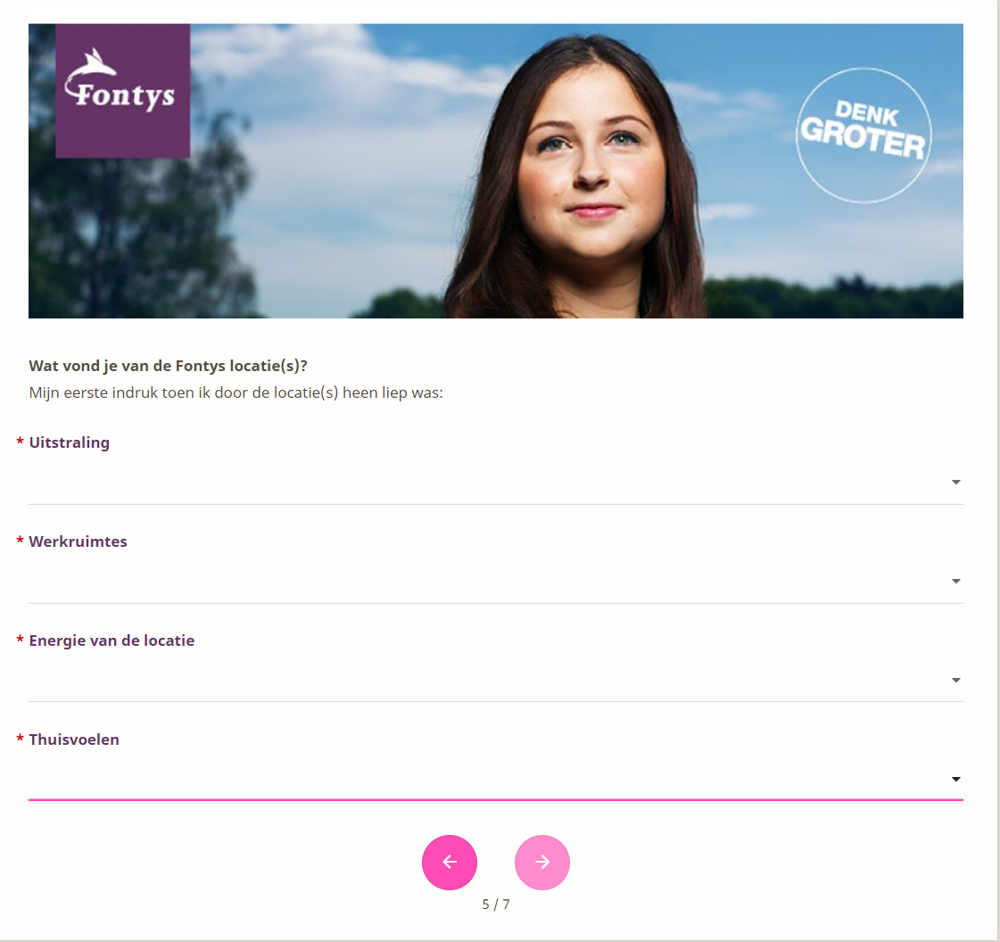 Fontys
DENK
GROTER
Wat vond je van de Fontys locatie(s)?
Mijn eerste indruk toen ik door de locatie(s) heen liep was:
* Uitstraling
* Werkruimtes
* Energie van de locatie
* Thuisvoelen
5 / 7